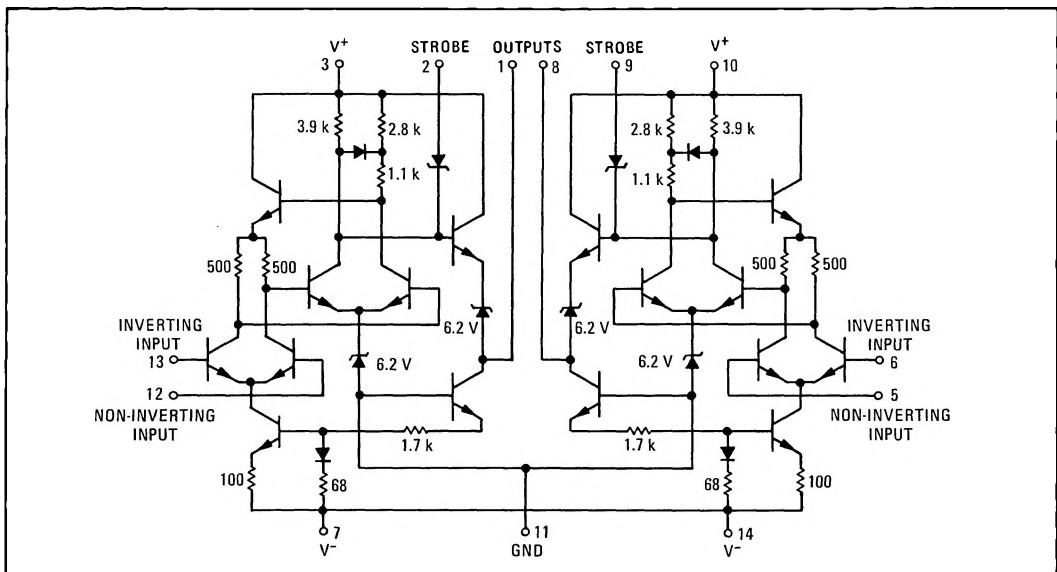 V+ STROBE OUTPUTS STROBE V+
3 2 1 8 9 10
3.9 k 2.8 k 2.8 k 3.9 k
1.1 k 1.1 k
500 500 500 500
6.2 V 6.2 V
INVERTING INPUT
13
6.2 V 6.2 V
INVERTING INPUT
6
12
NON-INVERTING INPUT
5
NON-INVERTING INPUT
1.7 k 1.7 k
100 68 68 100
7 11 14
V- GND V-